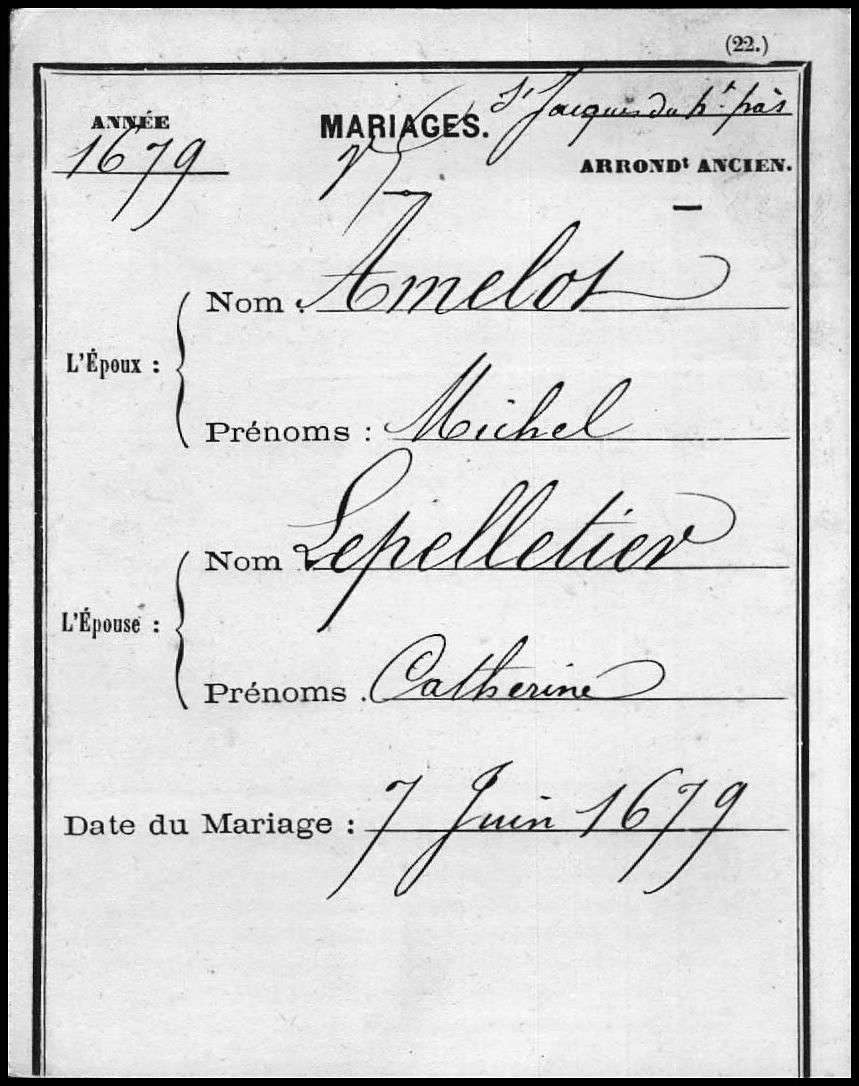 (22.)
ANNÉE
1679
MARIAGES.
St Jacques du ht pas
ARRONDt ANCIEN.
Nom : Amelot
L'Époux :
Prénoms : Michel
Nom : Lepelletier
L'Épouse :
Prénoms : Catherine
Date du Mariage : 7 Juin 1679